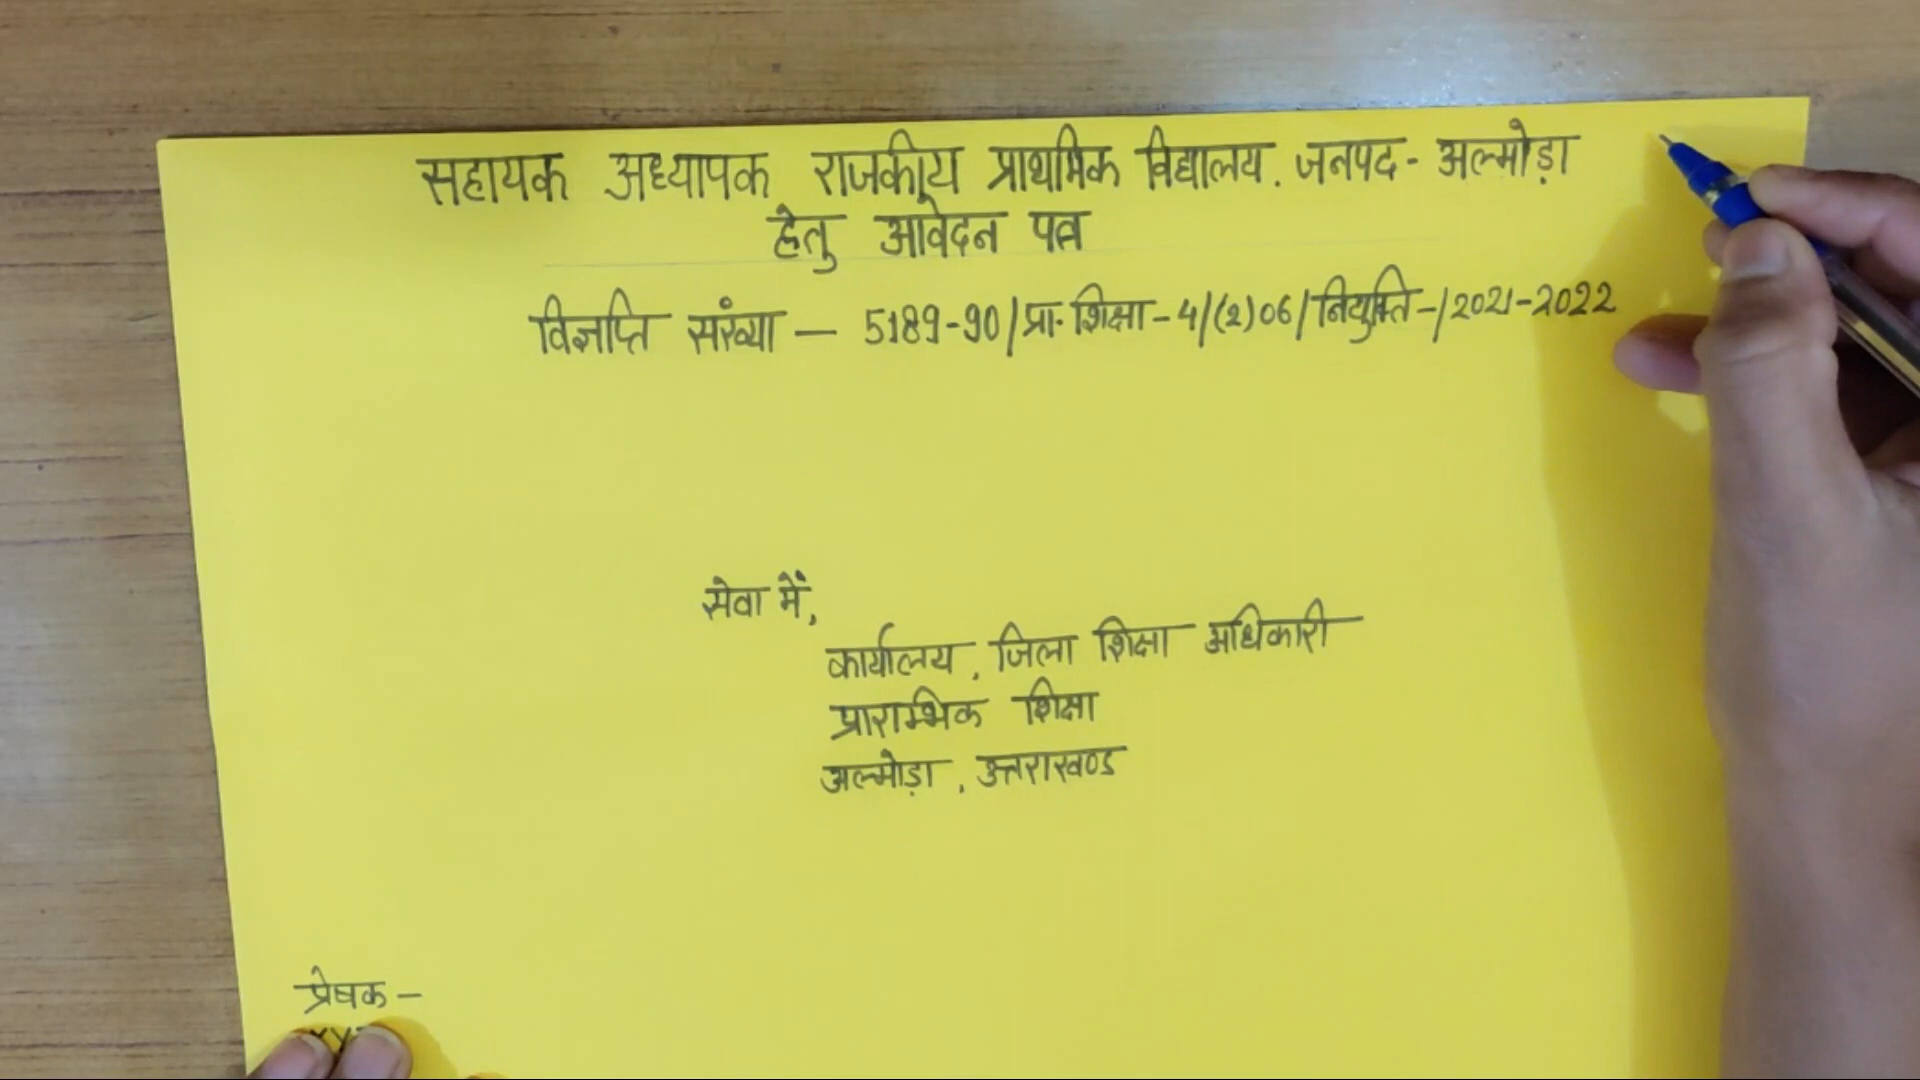 सहायक अध्यापक राजकीय प्राथमिक विद्यालय. जनपद - अल्मोड़ा
हेतु आवेदन पत्र
विज्ञप्ति संख्या — 5189-90/प्रा. शिक्षा-4/(2)06/नियुक्ति-/2021-2022
सेवा में,
कार्यालय, जिला शिक्षा अधिकारी
प्रारम्भिक शिक्षा
अल्मोड़ा, उत्तराखण्ड
प्रेषक —